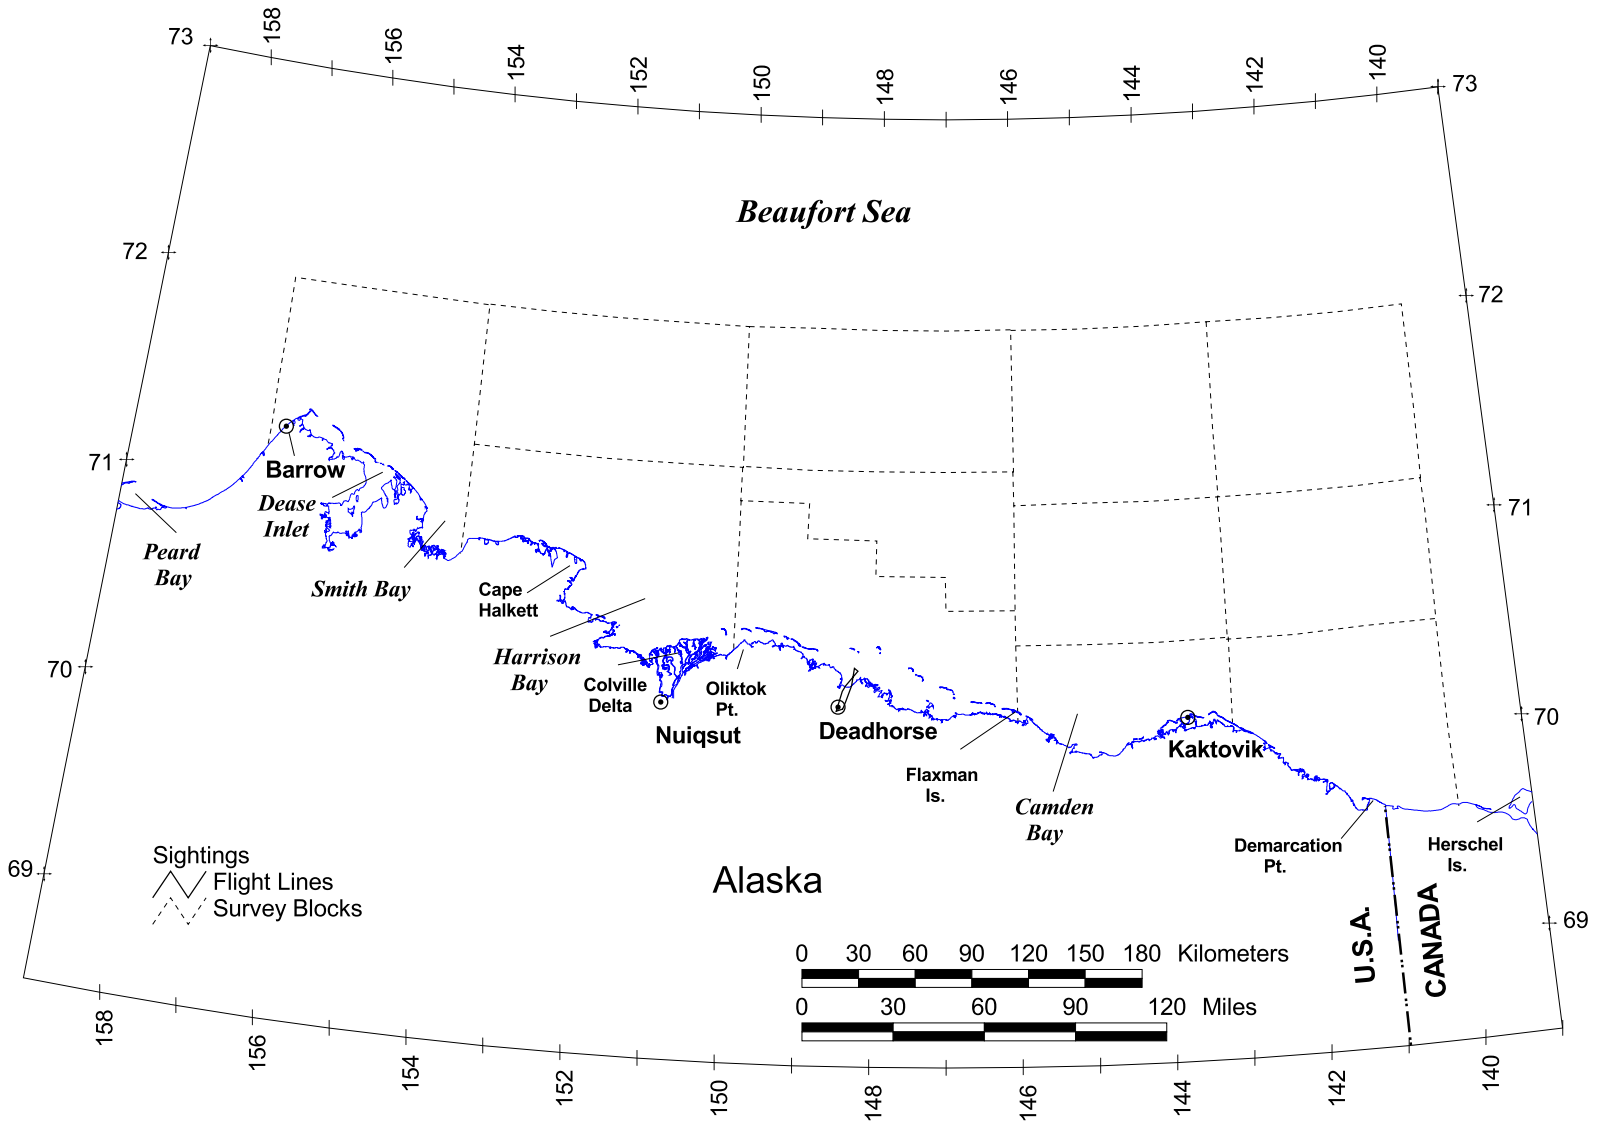 158
156
154
152
150
148
146
144
142
140
73
73
Beaufort Sea
72
72
71
71
Barrow
Dease
Inlet
Peard
Bay
Smith Bay
Cape
Halkett
Harrison
Bay
70
70
Colville
Delta
Oliktok
Pt.
Nuiqsut
Deadhorse
Kaktovik
Flaxman
Is.
Camden
Bay
Demarcation
Pt.
Herschel
Is.
69
69
Sightings
Flight Lines
Survey Blocks
Alaska
U.S.A.
CANADA
0 30 60 90 120 150 180 Kilometers
0 30 60 90 120 Miles
158
156
154
152
150
148
146
144
142
140